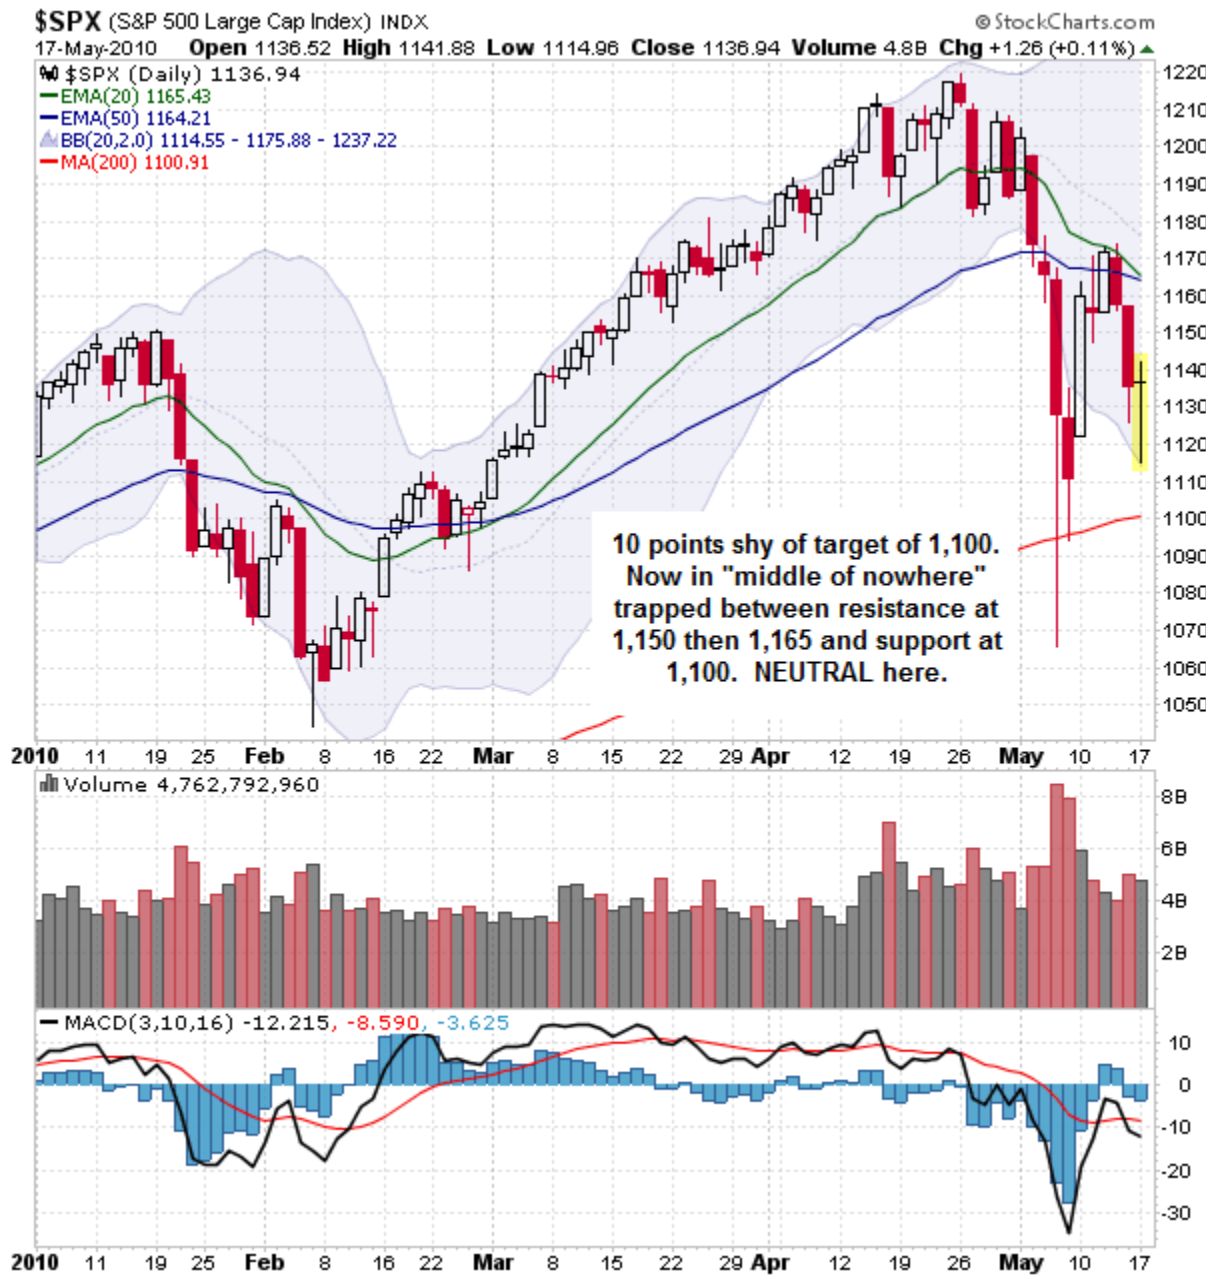 $SPX (S&P 500 Large Cap Index) INDX
© StockCharts.com
17-May-2010 Open 1136.52 High 1141.88 Low 1114.96 Close 1136.94 Volume 4.8B Chg +1.26 (+0.11%)
$SPX (Daily) 1136.94
EMA(20) 1165.43
EMA(50) 1164.21
BB(20,2.0) 1114.55 - 1175.88 - 1237.22
MA(200) 1100.91
1220
1210
1200
1190
1180
1170
1160
1150
1140
1130
1120
1110
1100
1090
1080
1070
1060
1050
10 points shy of target of 1,100.
Now in "middle of nowhere"
trapped between resistance at
1,150 then 1,165 and support at
1,100. NEUTRAL here.
2010 11 19 25 Feb 8 16 22 Mar 8 15 22 29 Apr 12 19 26 May 10 17
Volume 4,762,792,960
8B
6B
4B
2B
MACD(3,10,16) -12.215, -8.590, -3.625
10
0
-10
-20
-30
2010 11 19 25 Feb 8 16 22 Mar 8 15 22 29 Apr 12 19 26 May 10 17